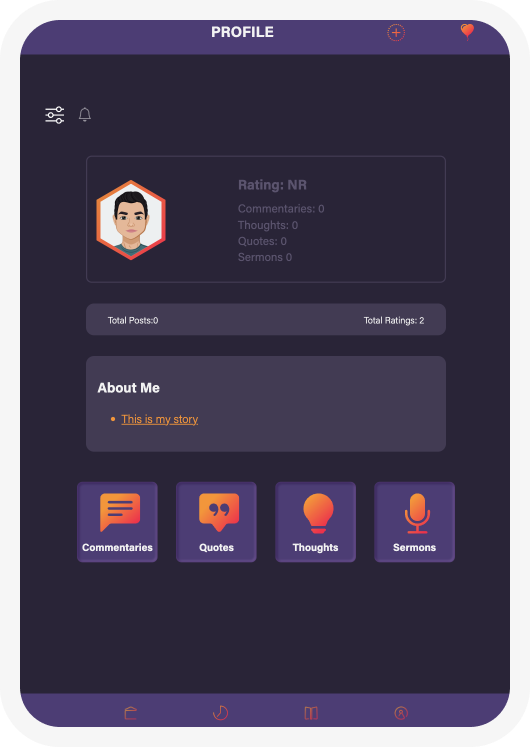 PROFILE
Rating: NR
Commentaries: 0
Thoughts: 0
Quotes: 0
Sermons 0
Total Posts:0
Total Ratings: 2
About Me
• This is my story
Commentaries
Quotes
Thoughts
Sermons